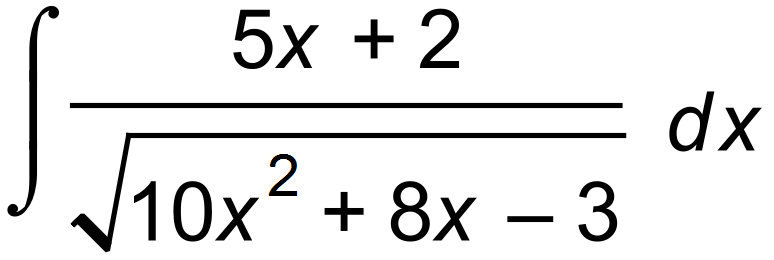 ∫ (5x + 2) / √(10x² + 8x – 3) dx